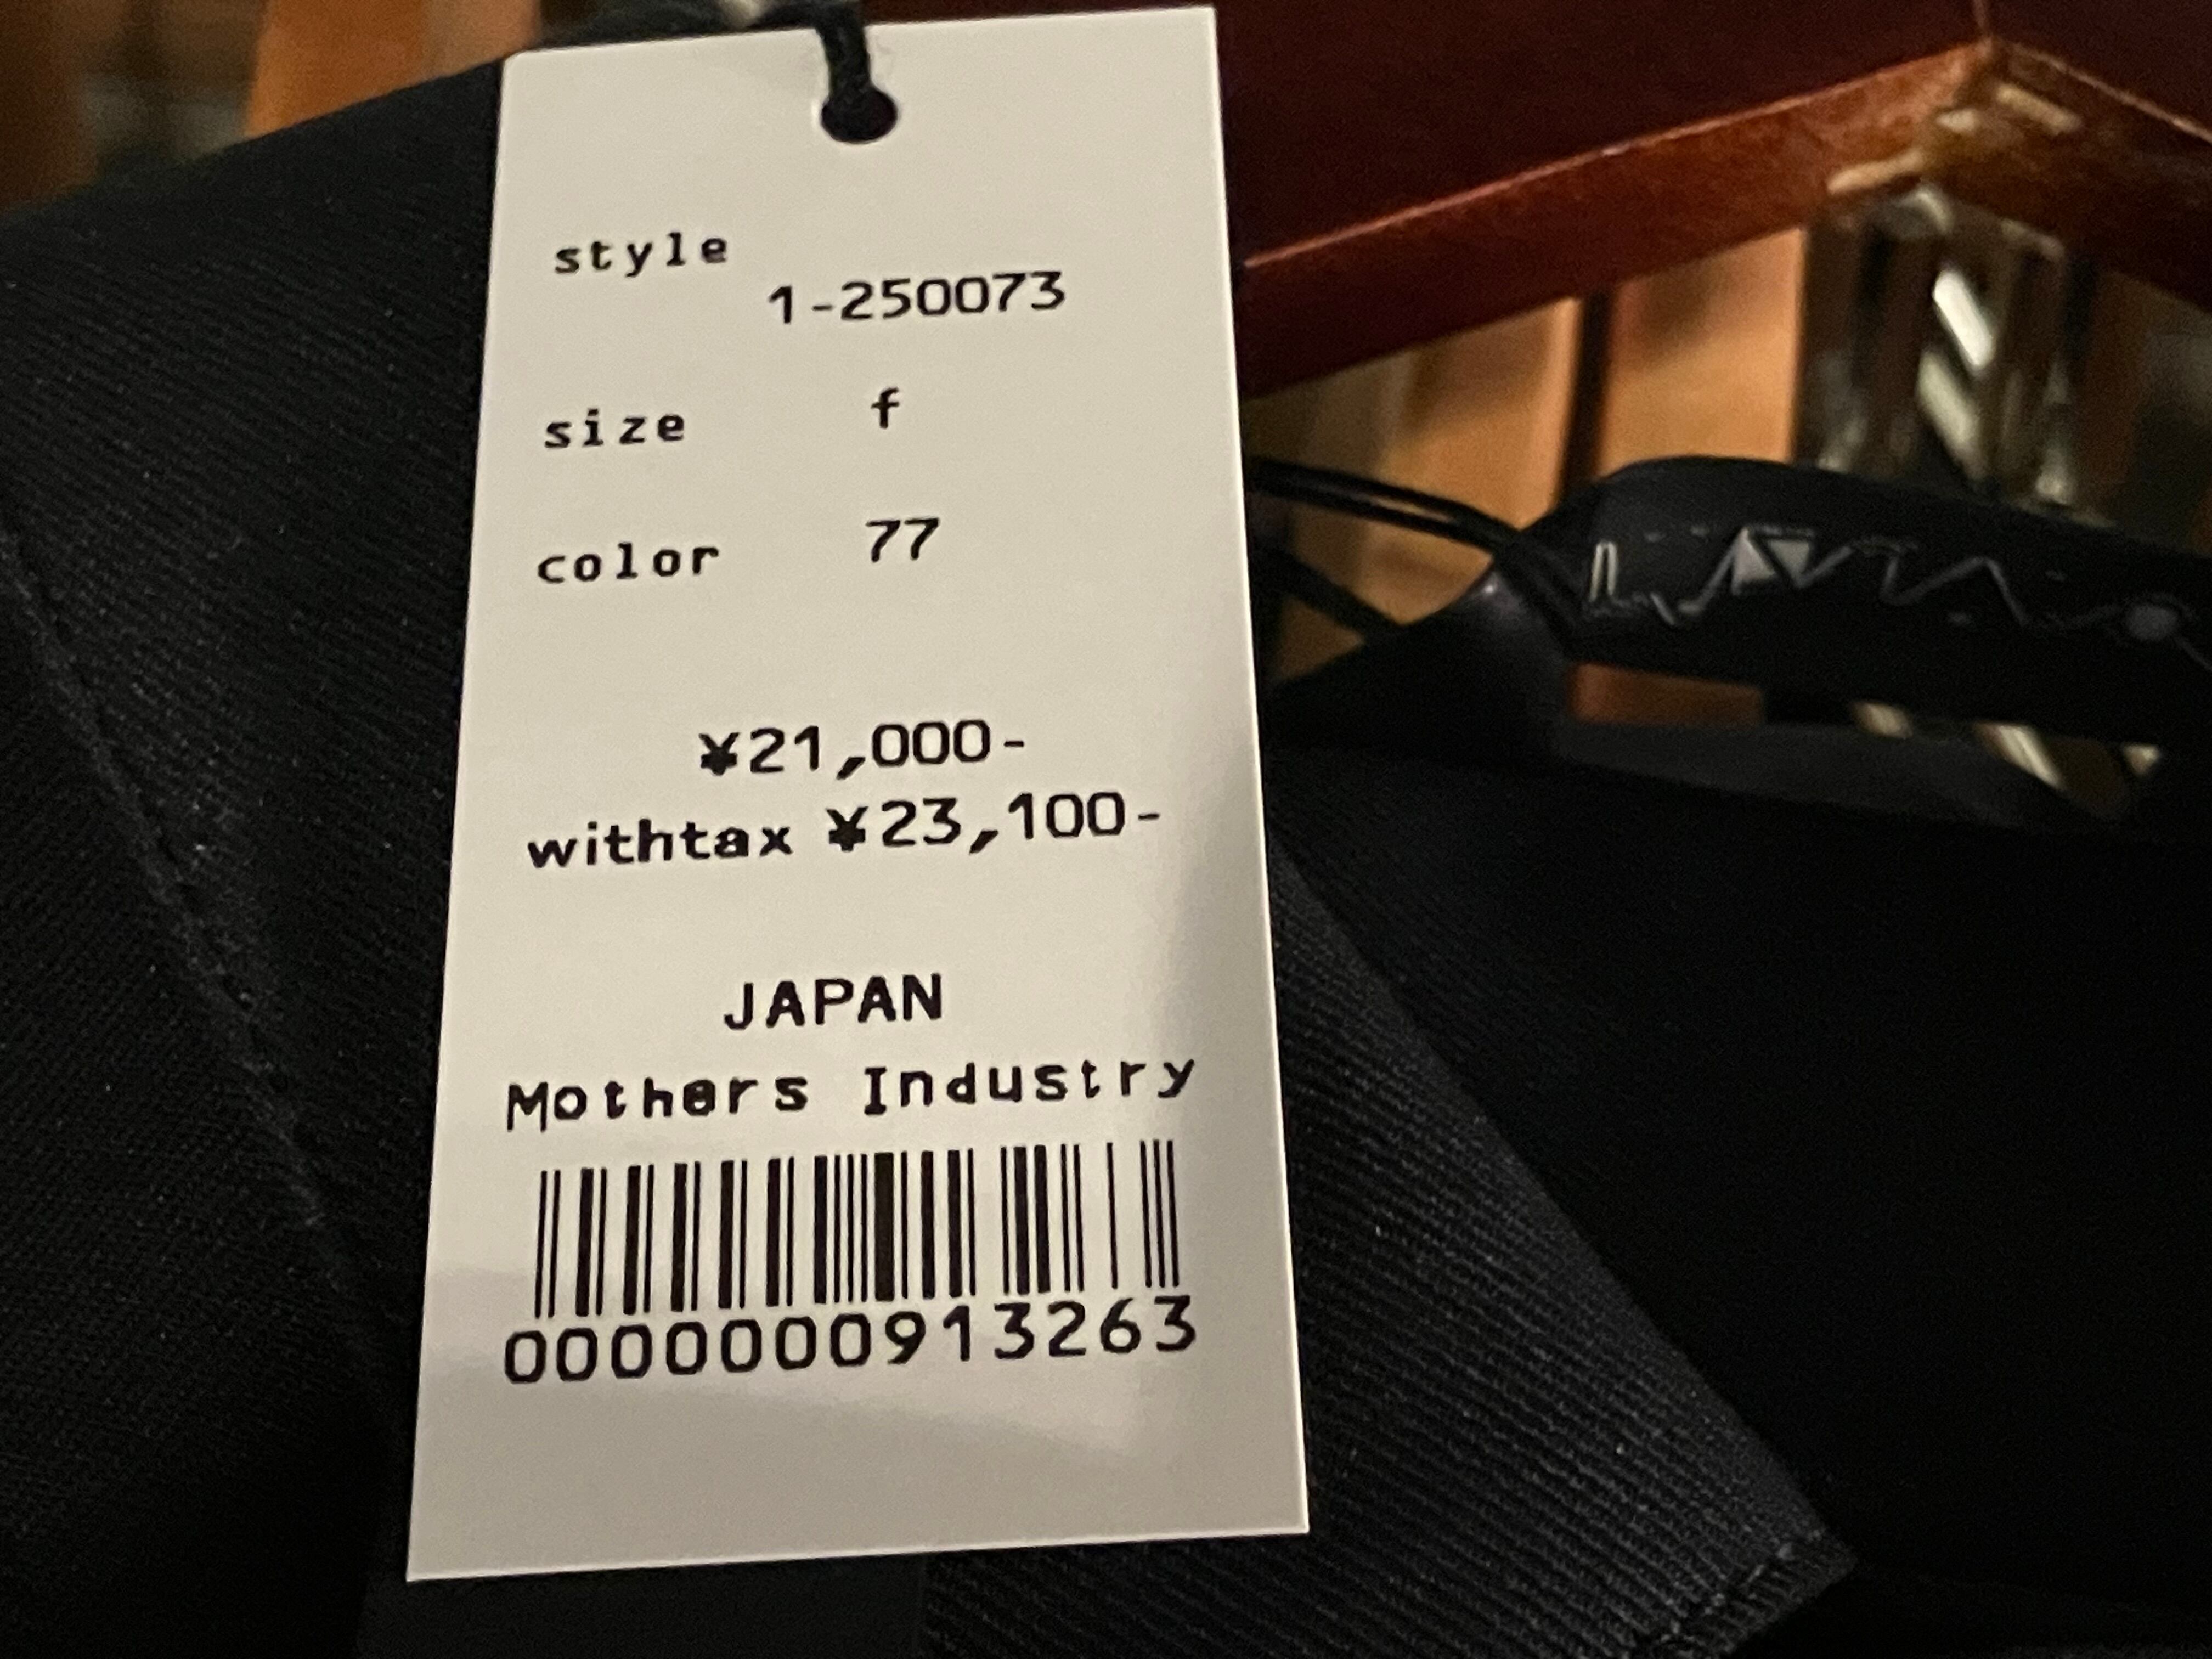 style
1-250073
size f
color 77
¥21,000-
withtax ¥23,100-
JAPAN
Mothers Industry
0000000913263